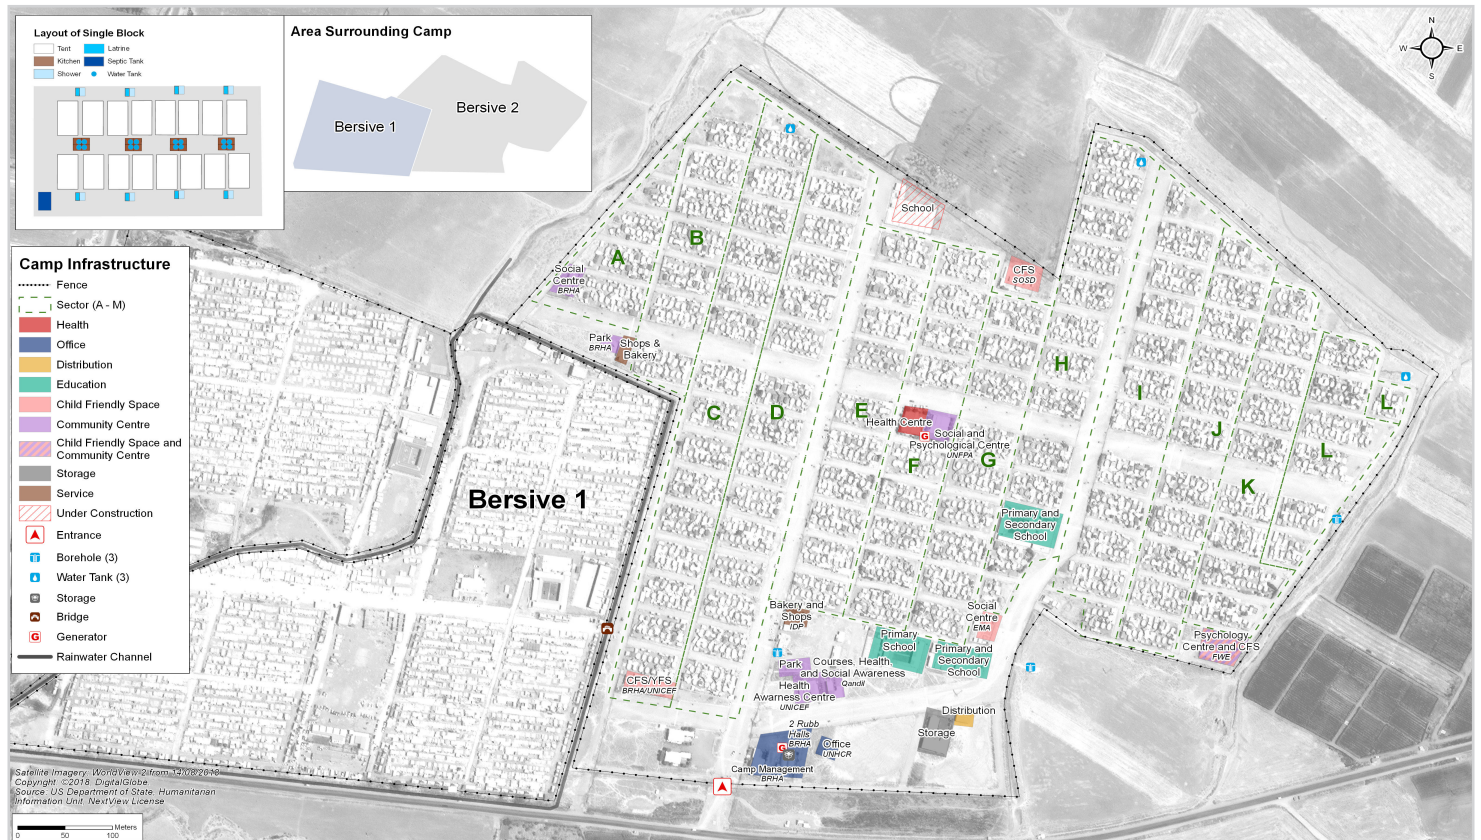 Layout of Single Block
Tent
Latrine
Kitchen
Septic Tank
Shower
Water Tank
Area Surrounding Camp
Bersive 1
Bersive 2
N
W
E
S
Camp Infrastructure
Fence
Sector (A - M)
Health
Office
Distribution
Education
Child Friendly Space
Community Centre
Child Friendly Space and
Community Centre
Storage
Service
Under Construction
Entrance
Borehole (3)
Water Tank (3)
Storage
Bridge
G
Generator
Rainwater Channel
School
CFS
SOSD
B
A
Social
Centre
BRHA
Park
BRHA
Shops &
Bakery
H
I
L
C
D
E
Health Centre
G
Social and
Psychological Centre
UNFPA
J
L
F
G
K
Bersive 1
Primary and
Secondary
School
Bakery and
Shops
IDP
Social
Centre
EMA
Primary
School
Primary and
Secondary
School
Psychology
Centre and CFS
FWE
Park
Courses, Health,
and Social Awareness
Qandil
CFS/YFS
BRHA/UNICEF
Health
Awarness Centre
UNICEF
2 Rubb
Halls
BRHA
G
Office
UNHCR
Camp Management
BRHA
Distribution
Storage
Satellite Imagery: WorldView-2 from 14/08/2018
Copyright: ©2018. DigitalGlobe
Source: US Department of State, Humanitarian
Information Unit, NextView License
Meters
0 50 100